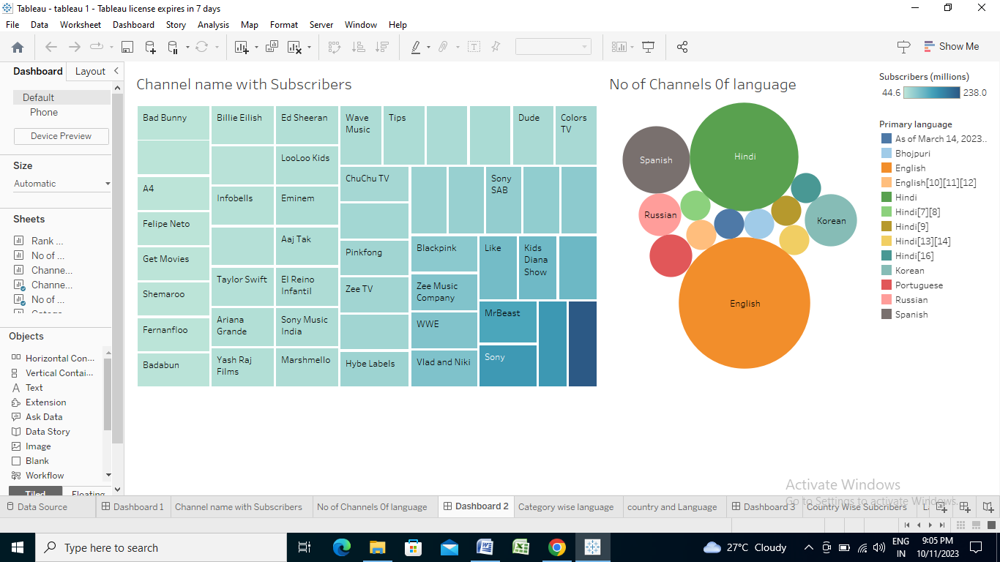 Tableau - tableau 1 - Tableau license expires in 7 days
File Data Worksheet Dashboard Story Analysis Map Format Server Window Help
Show Me
Dashboard Layout
Default
Phone
Device Preview
Size
Automatic
Sheets
Rank ...
No of ...
Channe...
Channe...
No of ...
Objects
Horizontal Con...
Vertical Contai...
Text
Extension
Ask Data
Data Story
Image
Blank
Workflow
Tiled Floating
Channel name with Subscribers
Bad Bunny
A4
Felipe Neto
Get Movies
Shemaroo
Fernanfloo
Badabun
Billie Eilish
Infobells
Taylor Swift
Ariana
Grande
Yash Raj
Films
Ed Sheeran
LooLoo Kids
Eminem
Aaj Tak
El Reino
Infantil
Sony Music
India
Marshmello
Wave
Music
Tips
Dude
Colors
TV
ChuChu TV
Pinkfong
Zee TV
Hybe Labels
Sony
SAB
Blackpink
Zee Music
Company
WWE
Vlad and Niki
Like
Kids
Diana
Show
MrBeast
Sony
No of Channels 0f language
Spanish
Hindi
Russian
Korean
English
Subscribers (millions)
44.6 238.0
Primary language
As of March 14, 2023..
Bhojpuri
English
English[10][11][12]
Hindi
Hindi[7][8]
Hindi[9]
Hindi[13][14]
Hindi[16]
Korean
Portuguese
Russian
Spanish
Activate Windows
Go to Settings to activate Windows.
Data Source Dashboard 1 Channel name with Subscribers No of Channels 0f language Dashboard 2 Category wise language country and Language Dashboard 3 Country Wise Subcribers
Type here to search
27°C Cloudy
ENG
IN
9:05 PM
10/11/2023